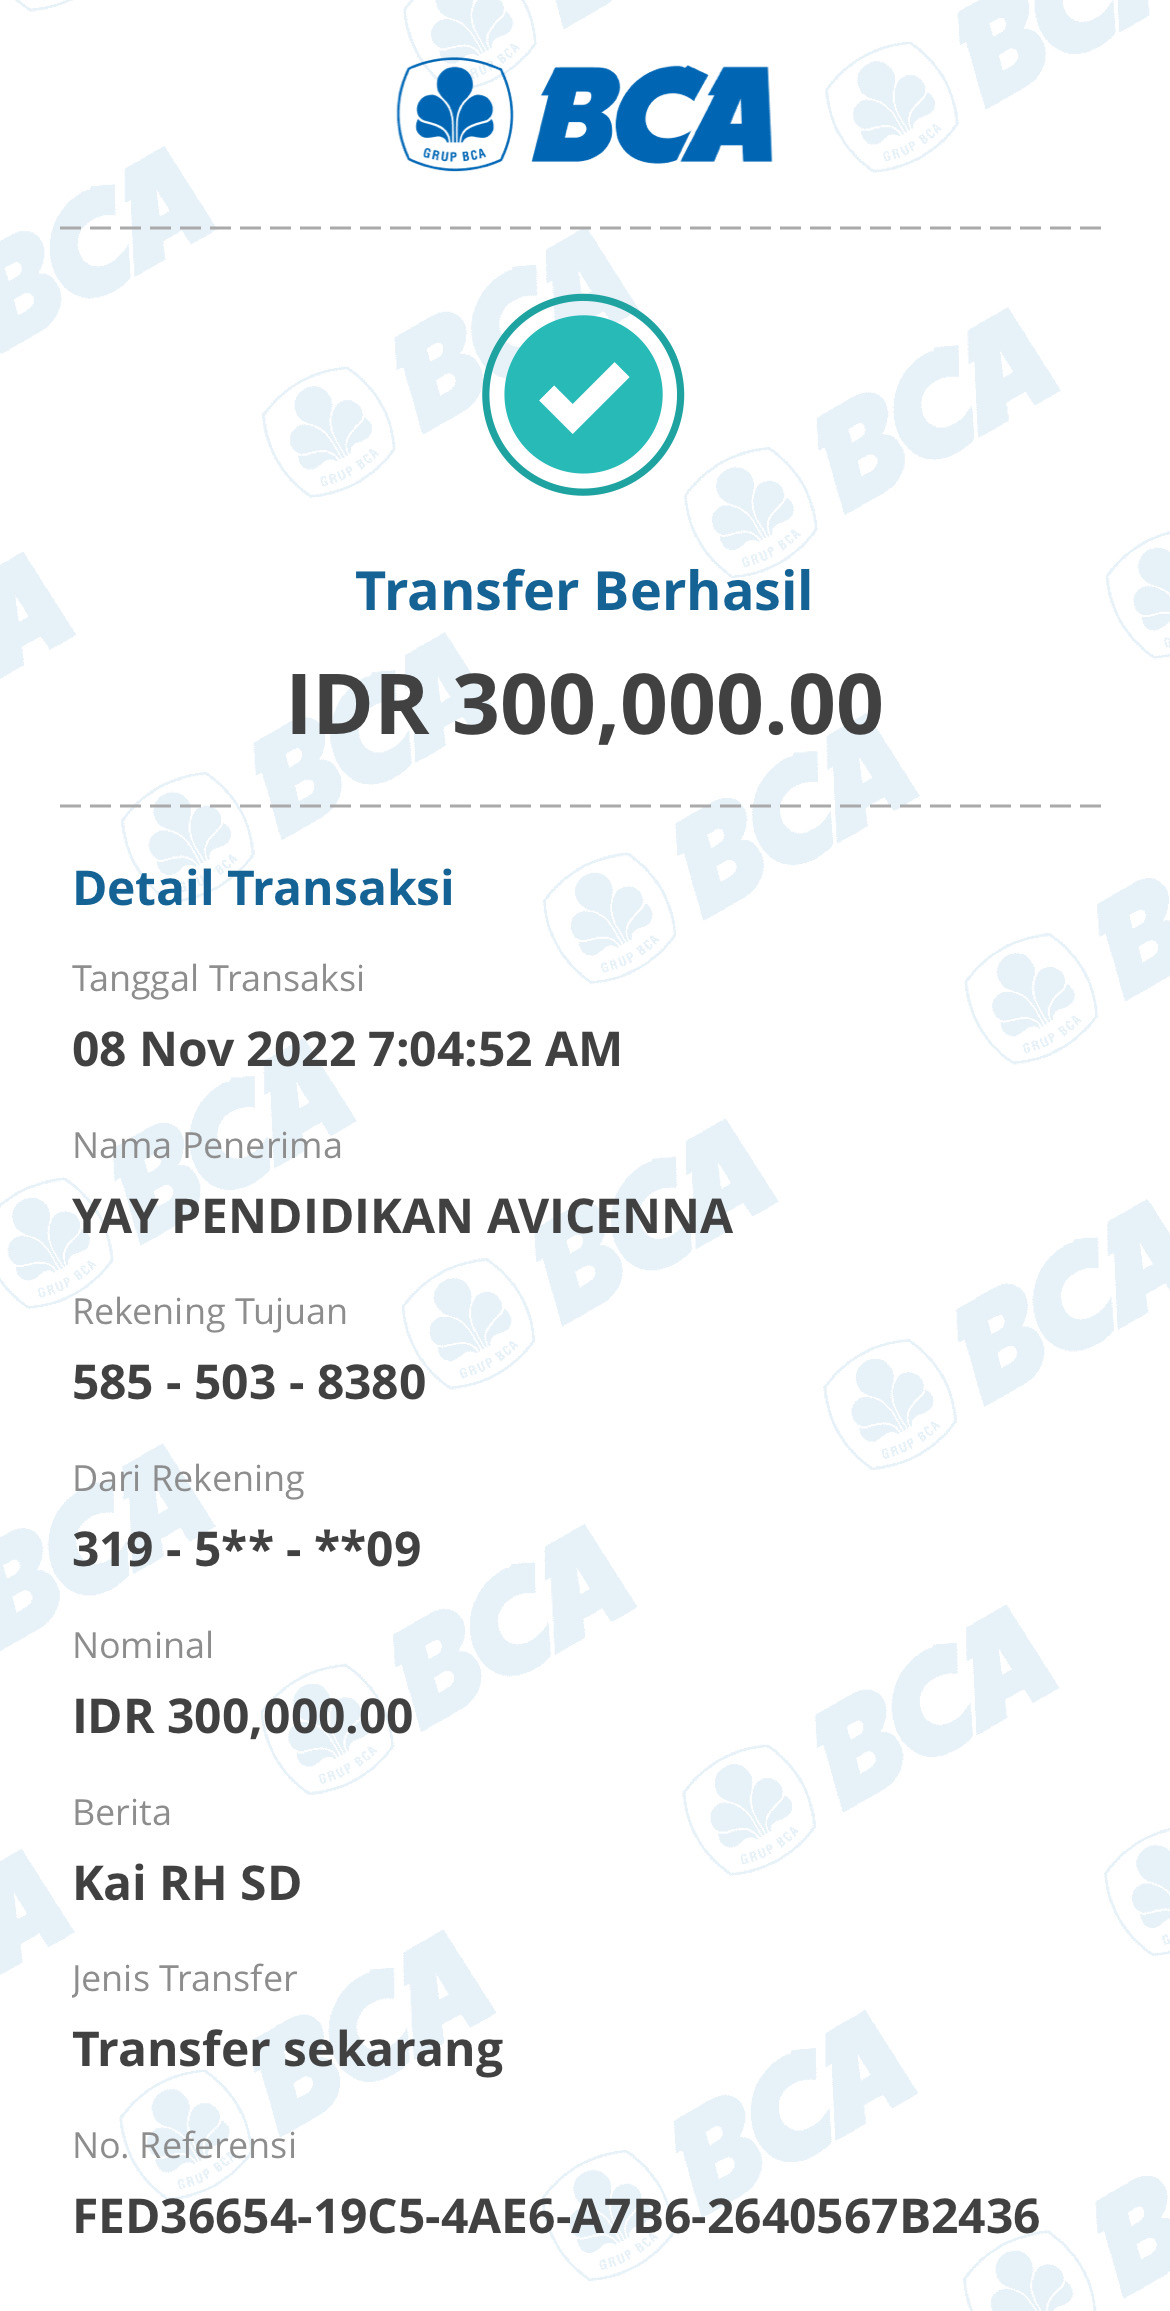 GRUP BCA BCA
Transfer Berhasil
IDR 300,000.00
Detail Transaksi
Tanggal Transaksi
08 Nov 2022 7:04:52 AM
Nama Penerima
YAY PENDIDIKAN AVICENNA
Rekening Tujuan
585 - 503 - 8380
Dari Rekening
319 - 5** - **09
Nominal
IDR 300,000.00
Berita
Kai RH SD
Jenis Transfer
Transfer sekarang
No. Referensi
FED36654-19C5-4AE6-A7B6-2640567B2436